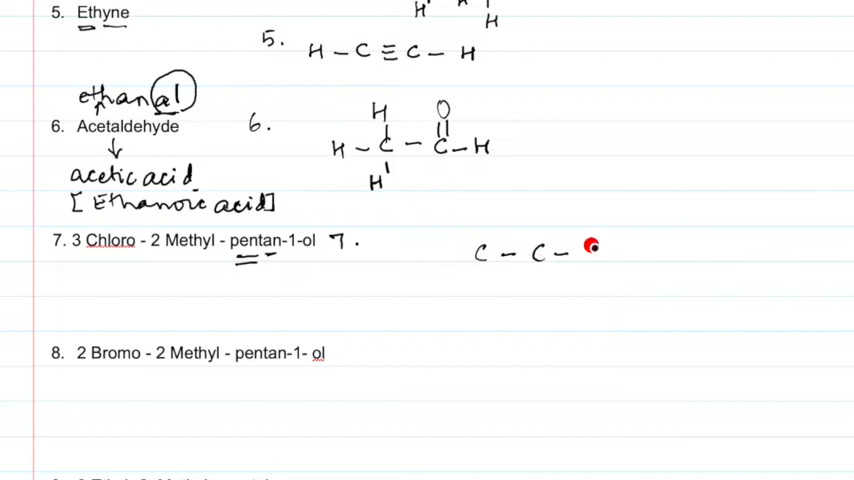 5. Ethyne
H H
H
5. H - C ≡ C - H
ethanal
6. Acetaldehyde 6.
H O
H - C - C - H
H
acetic acid
[Ethanoic acid]
7. 3 Chloro - 2 Methyl - pentan-1-ol 7.
C - C -
8. 2 Bromo - 2 Methyl - pentan-1- ol